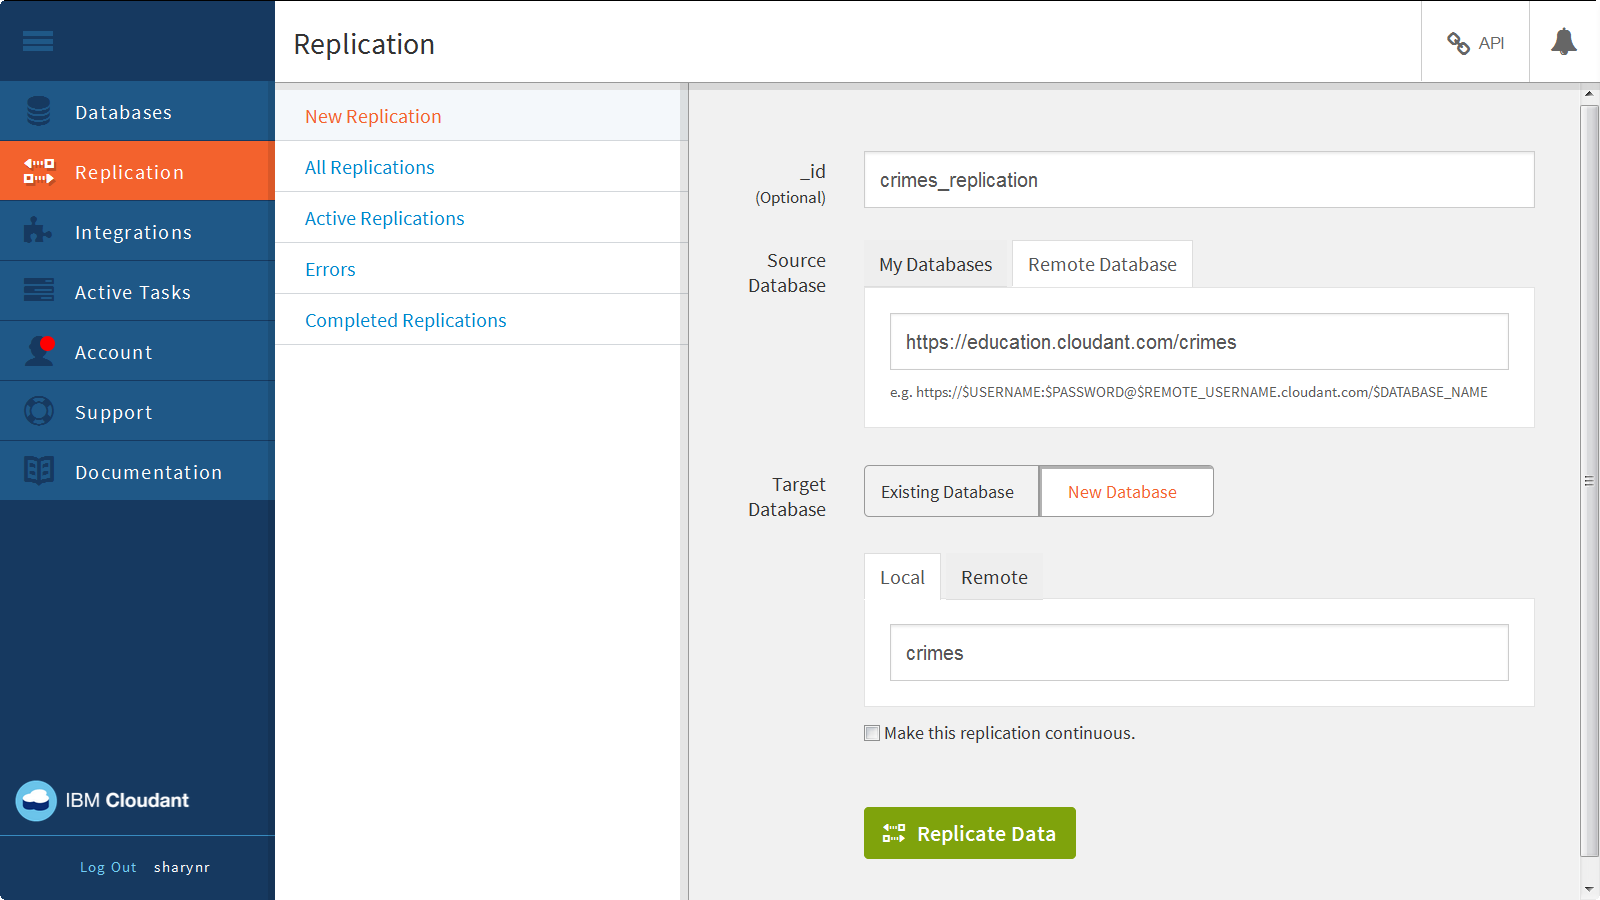 Replication
API
Databases
Replication
Integrations
Active Tasks
Account
Support
Documentation
IBM Cloudant
Log Out sharynr
New Replication
All Replications
Active Replications
Errors
Completed Replications
_id
(Optional)
crimes_replication
Source
Database
My Databases Remote Database
https://education.cloudant.com/crimes
e.g. https://$USERNAME:$PASSWORD@$REMOTE_USERNAME.cloudant.com/$DATABASE_NAME
Target
Database
Existing Database New Database
Local Remote
crimes
Make this replication continuous.
Replicate Data